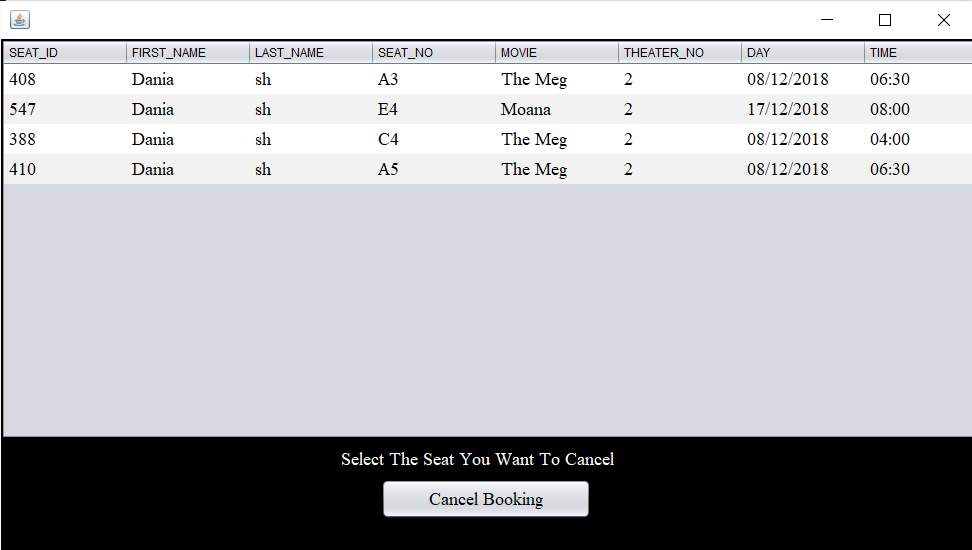 SEAT_ID FIRST_NAME LAST_NAME SEAT_NO MOVIE THEATER_NO DAY TIME
408 Dania sh A3 The Meg 2 08/12/2018 06:30
547 Dania sh E4 Moana 2 17/12/2018 08:00
388 Dania sh C4 The Meg 2 08/12/2018 04:00
410 Dania sh A5 The Meg 2 08/12/2018 06:30
Select The Seat You Want To Cancel
Cancel Booking